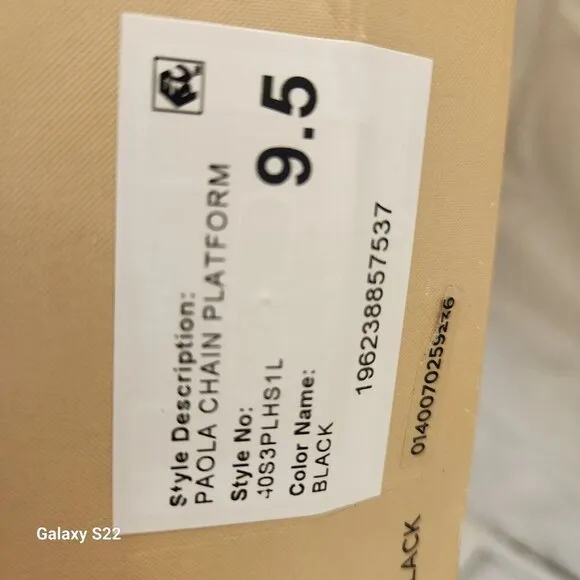 Style Description:
PAOLA CHAIN PLATFORM
Style No:
40S3PLHS1L
Color Name:
BLACK
9.5
196238857537
LACK
Galaxy S22